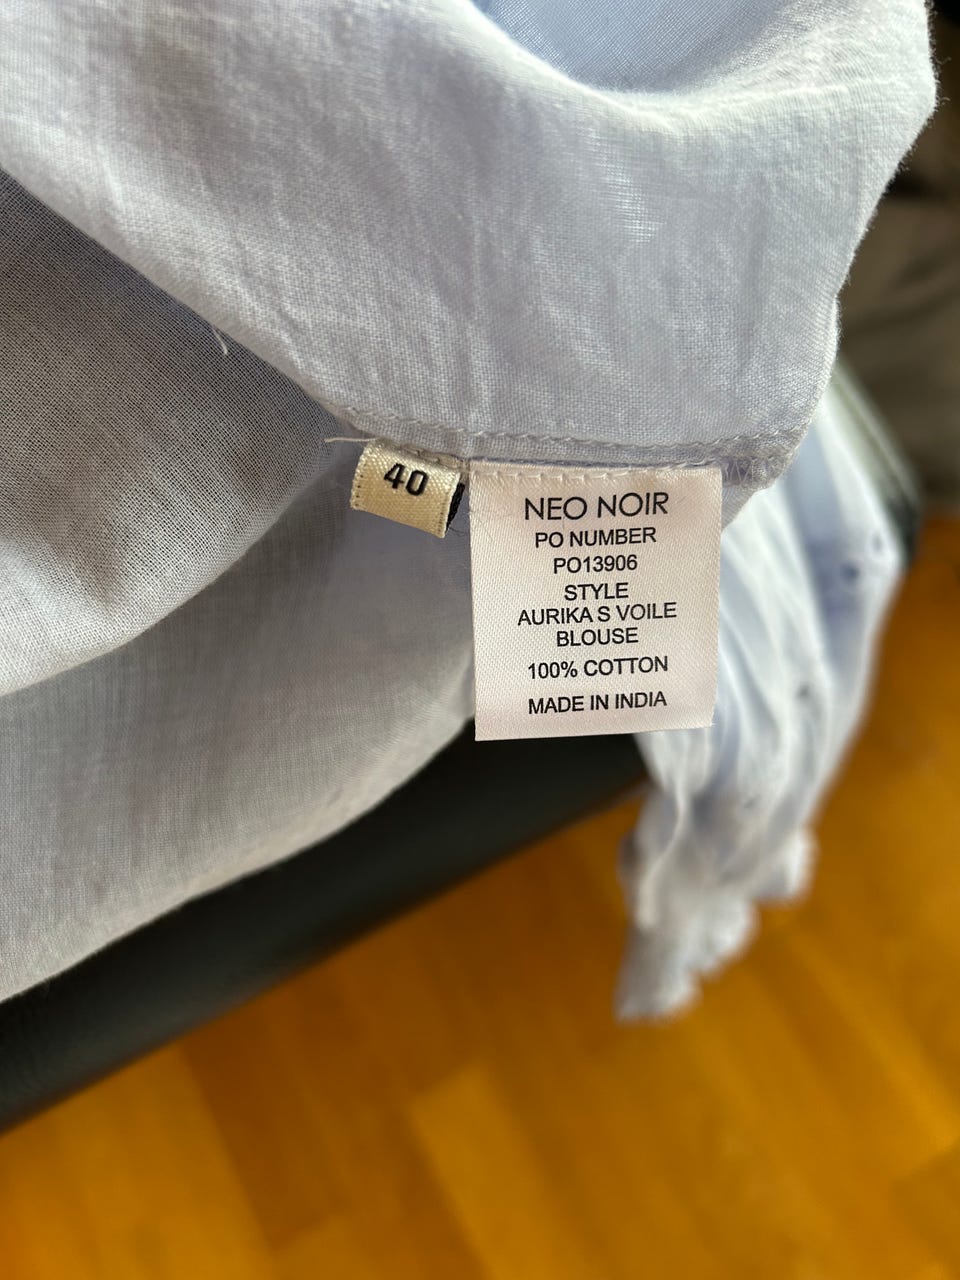 40
NEO NOIR
PO NUMBER
PO13906
STYLE
AURIKA S VOILE
BLOUSE
100% COTTON
MADE IN INDIA